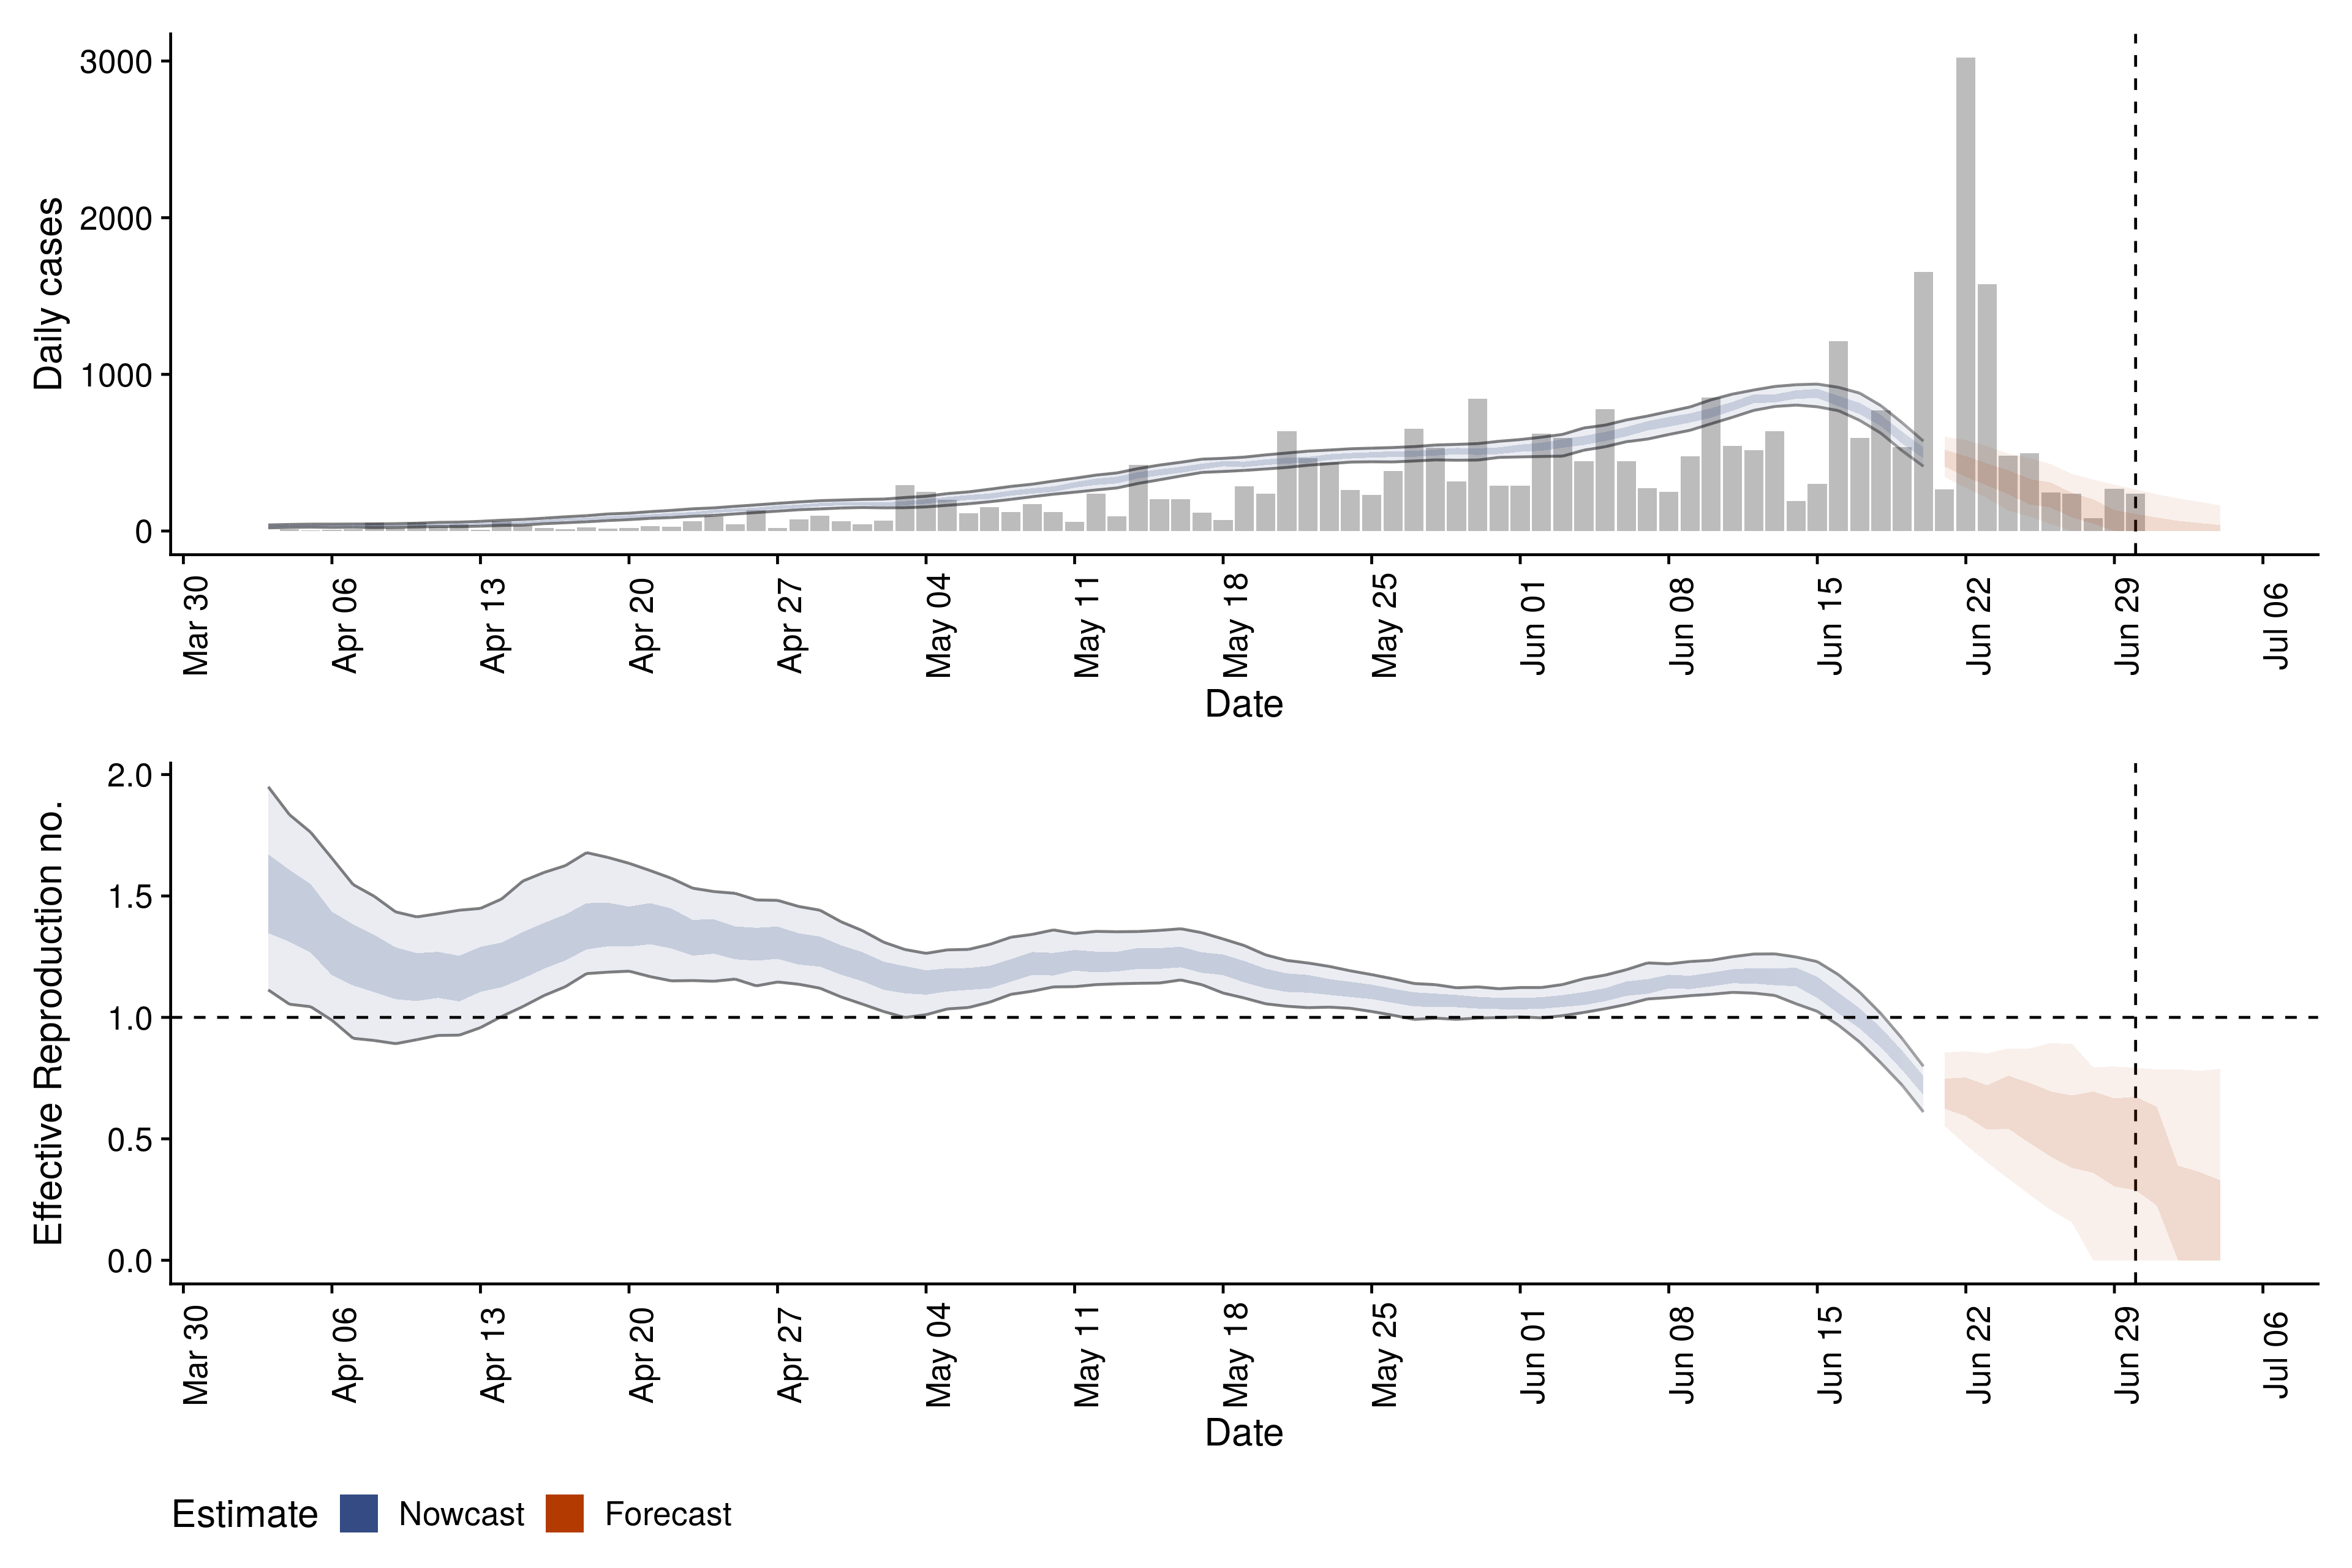 Daily cases
3000
2000
1000
0
Mar 30
Apr 06
Apr 13
Apr 20
Apr 27
May 04
May 11
May 18
May 25
Jun 01
Jun 08
Jun 15
Jun 22
Jun 29
Jul 06
Date
Effective Reproduction no.
2.0
1.5
1.0
0.5
0.0
Mar 30
Apr 06
Apr 13
Apr 20
Apr 27
May 04
May 11
May 18
May 25
Jun 01
Jun 08
Jun 15
Jun 22
Jun 29
Jul 06
Date
Estimate Nowcast Forecast